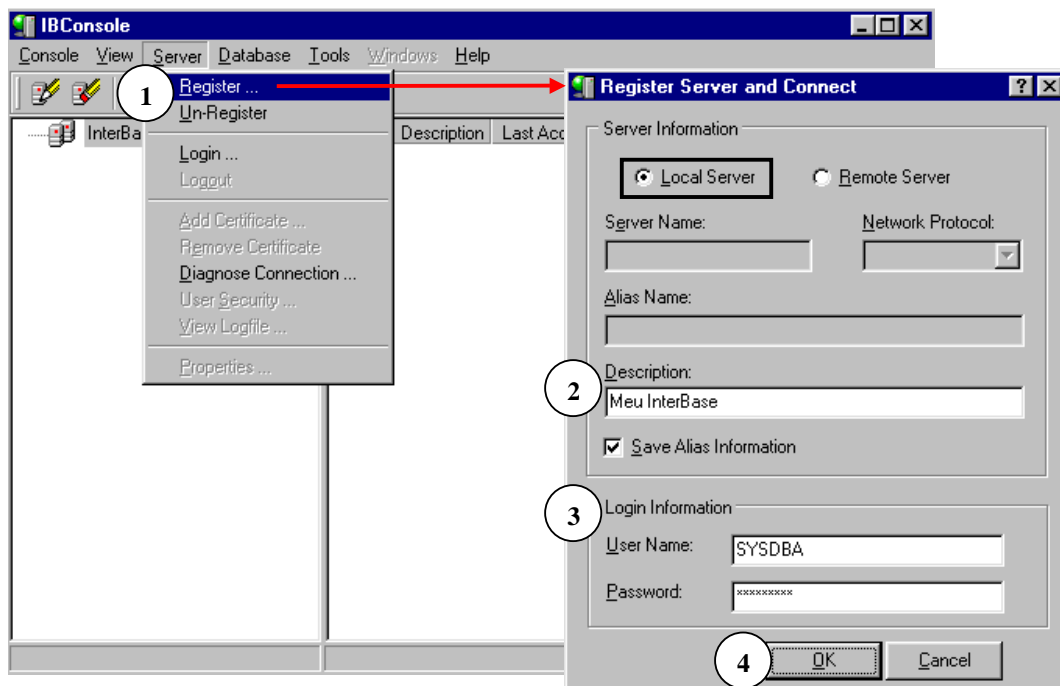 IBConsole
Console View Server Database Tools Windows Help
1
Register ...
Un-Register
Login ...
Logout
Add Certificate ...
Remove Certificate
Diagnose Connection ...
User Security ...
View Logfile ...
Properties ...
InterBa
Description Last Acc
Register Server and Connect
Server Information
Local Server Remote Server
Server Name: Network Protocol:
Alias Name:
2
Description:
Meu InterBase
Save Alias Information
3
Login Information
User Name: SYSDBA
Password: ×××××××××
4
OK Cancel